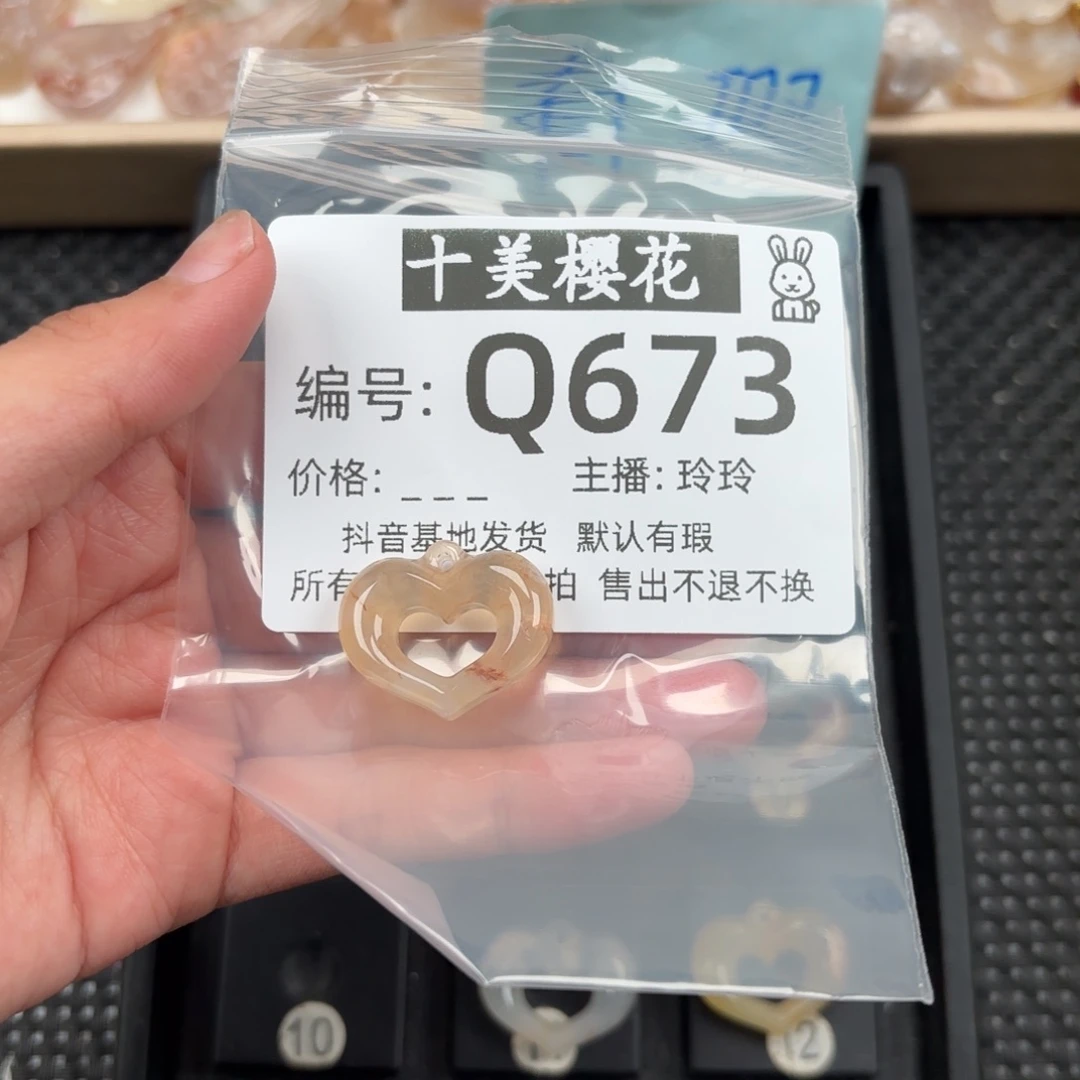 十美樱花
编号: Q673
价格: _ _ _ 主播: 玲玲
抖音基地发货 默认有瑕
所有 拍 售出不退不换
10
12